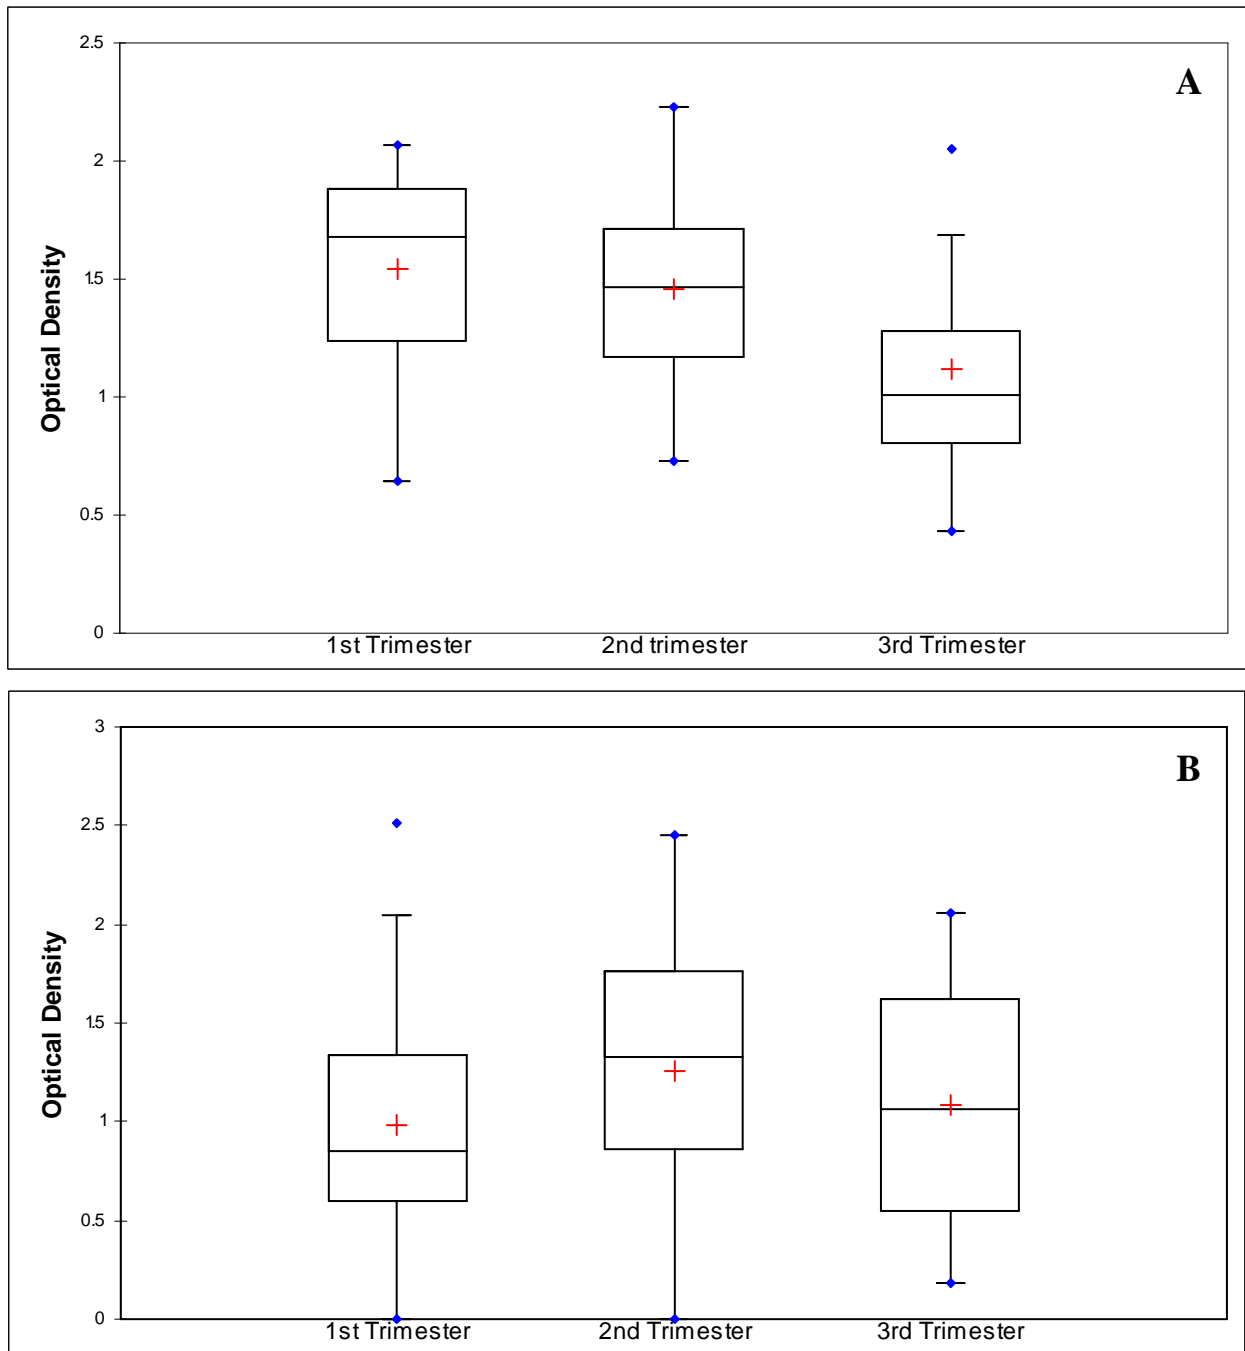 A
2.5
2
1.5
1
0.5
0
Optical Density
1st Trimester 2nd trimester 3rd Trimester
B
3
2.5
2
1.5
1
0.5
0
Optical Density
1st Trimester 2nd Trimester 3rd Trimester